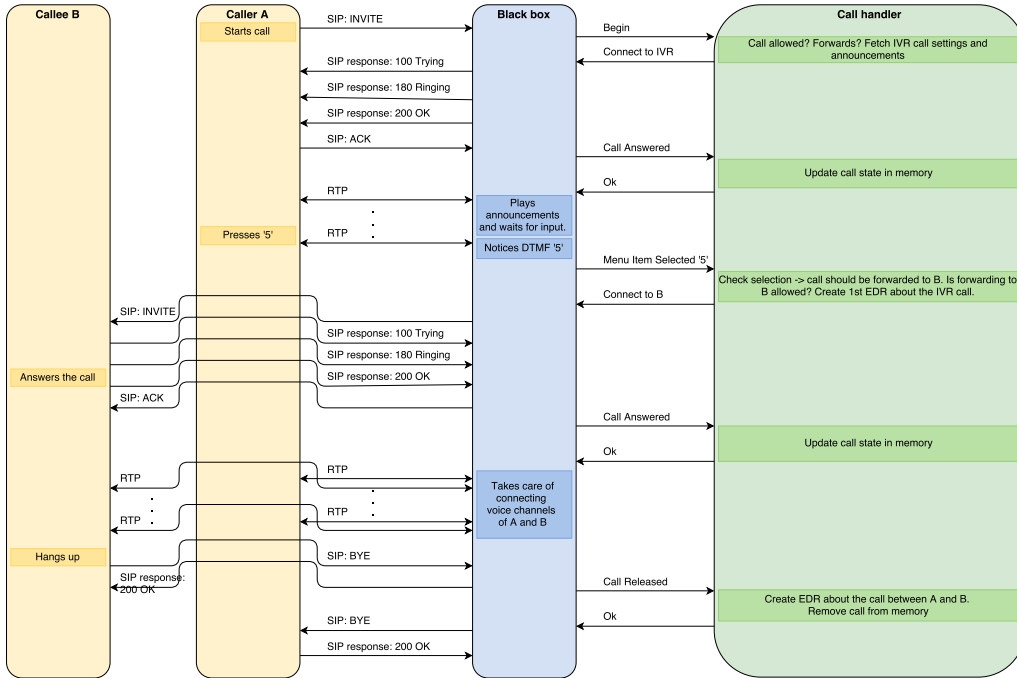 Callee B
Caller A
Black box
Call handler
SIP: INVITE
Starts call
Begin
Call allowed? Forwards? Fetch IVR call settings and
announcements
Connect to IVR
SIP response: 100 Trying
SIP response: 180 Ringing
SIP response: 200 OK
SIP: ACK
Call Answered
Update call state in memory
Ok
RTP
Plays
announcements
and waits for input.
Presses '5'
RTP
Notices DTMF '5'
Menu Item Selected '5'
Check selection -> call should be forwarded to B. Is forwarding to
B allowed? Create 1st EDR about the IVR call.
Connect to B
SIP: INVITE
SIP response: 100 Trying
SIP response: 180 Ringing
Answers the call
SIP response: 200 OK
SIP: ACK
Call Answered
Update call state in memory
Ok
RTP
RTP
Takes care of
connecting
voice channels
of A and B
RTP
RTP
Hangs up
SIP: BYE
SIP response:
200 OK
Call Released
Create EDR about the call between A and B.
Remove call from memory
Ok
SIP: BYE
SIP response: 200 OK